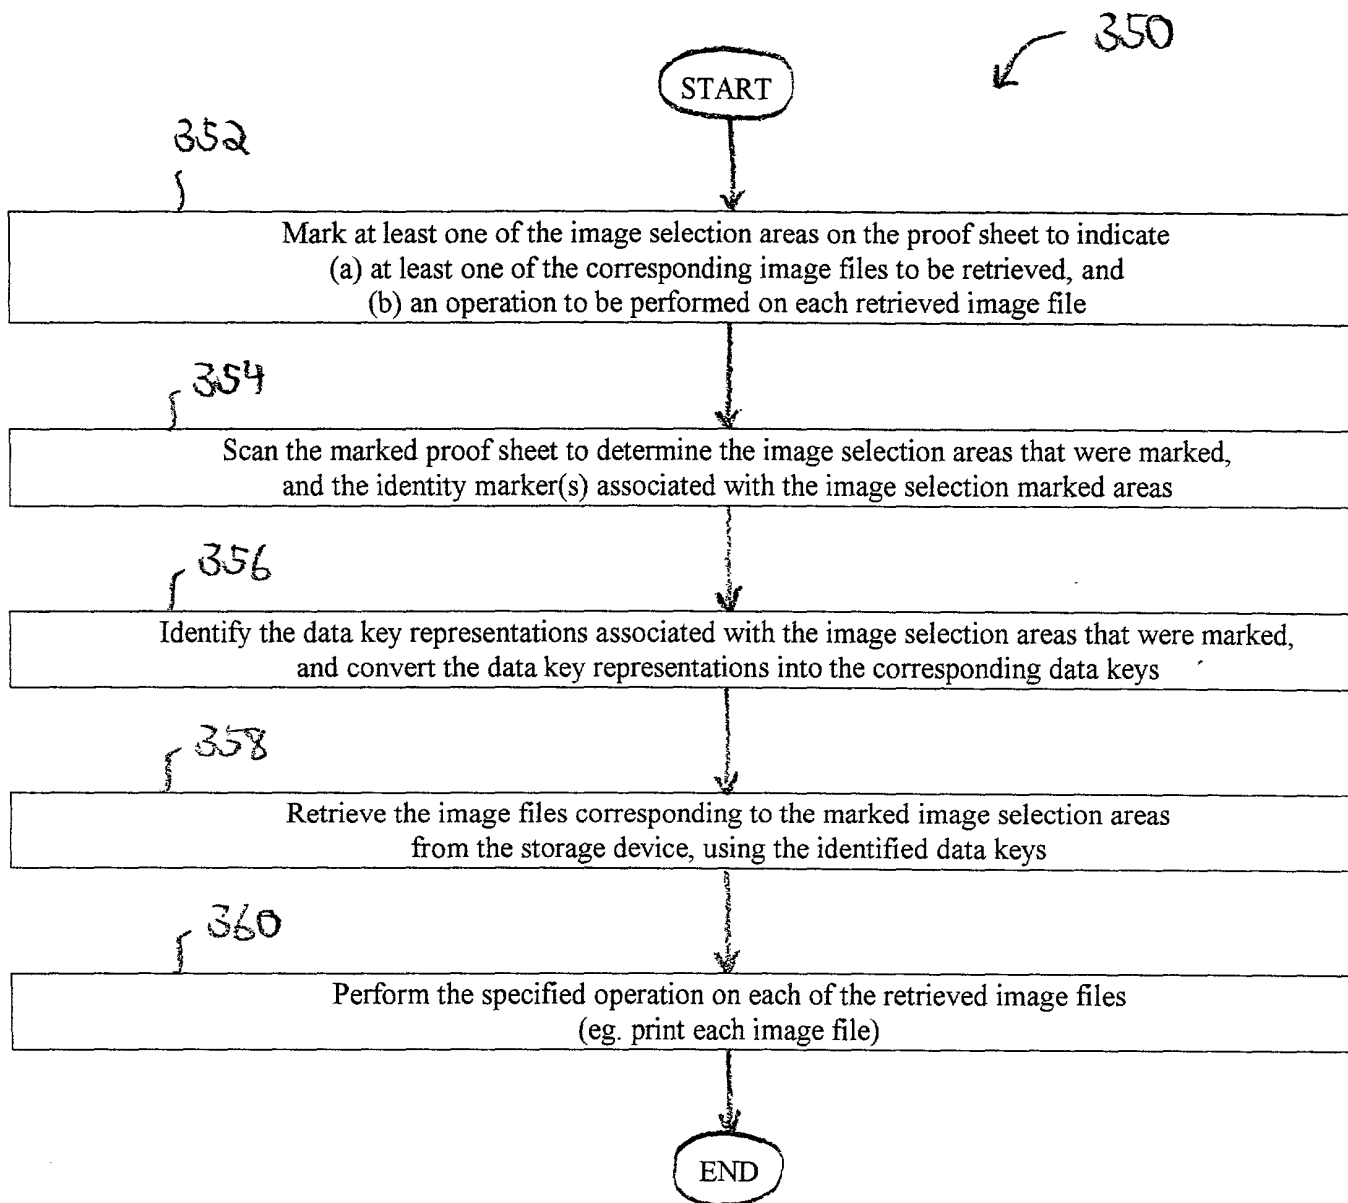 350
START
352
Mark at least one of the image selection areas on the proof sheet to indicate
(a) at least one of the corresponding image files to be retrieved, and
(b) an operation to be performed on each retrieved image file
354
Scan the marked proof sheet to determine the image selection areas that were marked,
and the identity marker(s) associated with the image selection marked areas
356
Identify the data key representations associated with the image selection areas that were marked,
and convert the data key representations into the corresponding data keys
358
Retrieve the image files corresponding to the marked image selection areas
from the storage device, using the identified data keys
360
Perform the specified operation on each of the retrieved image files
(eg. print each image file)
END